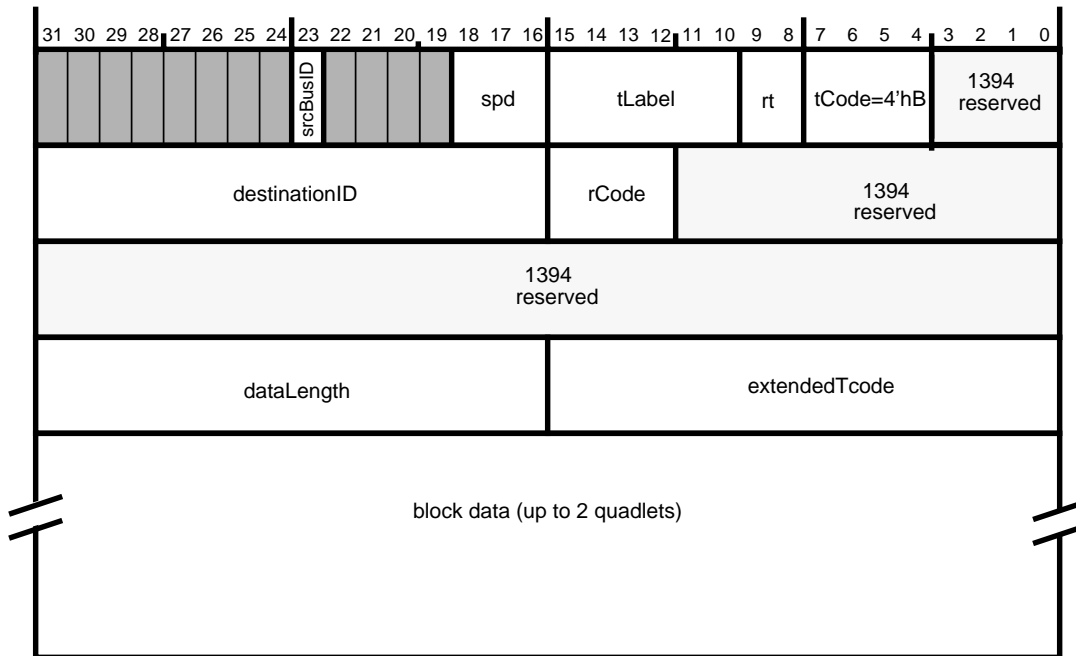 31 30 29 28 27 26 25 24 23 22 21 20 19 18 17 16 15 14 13 12 11 10 9 8 7 6 5 4 3 2 1 0
srcBusID
spd
tLabel
rt
tCode=4’hB
1394
reserved
destinationID
rCode
1394
reserved
1394
reserved
dataLength
extendedTcode
block data (up to 2 quadlets)